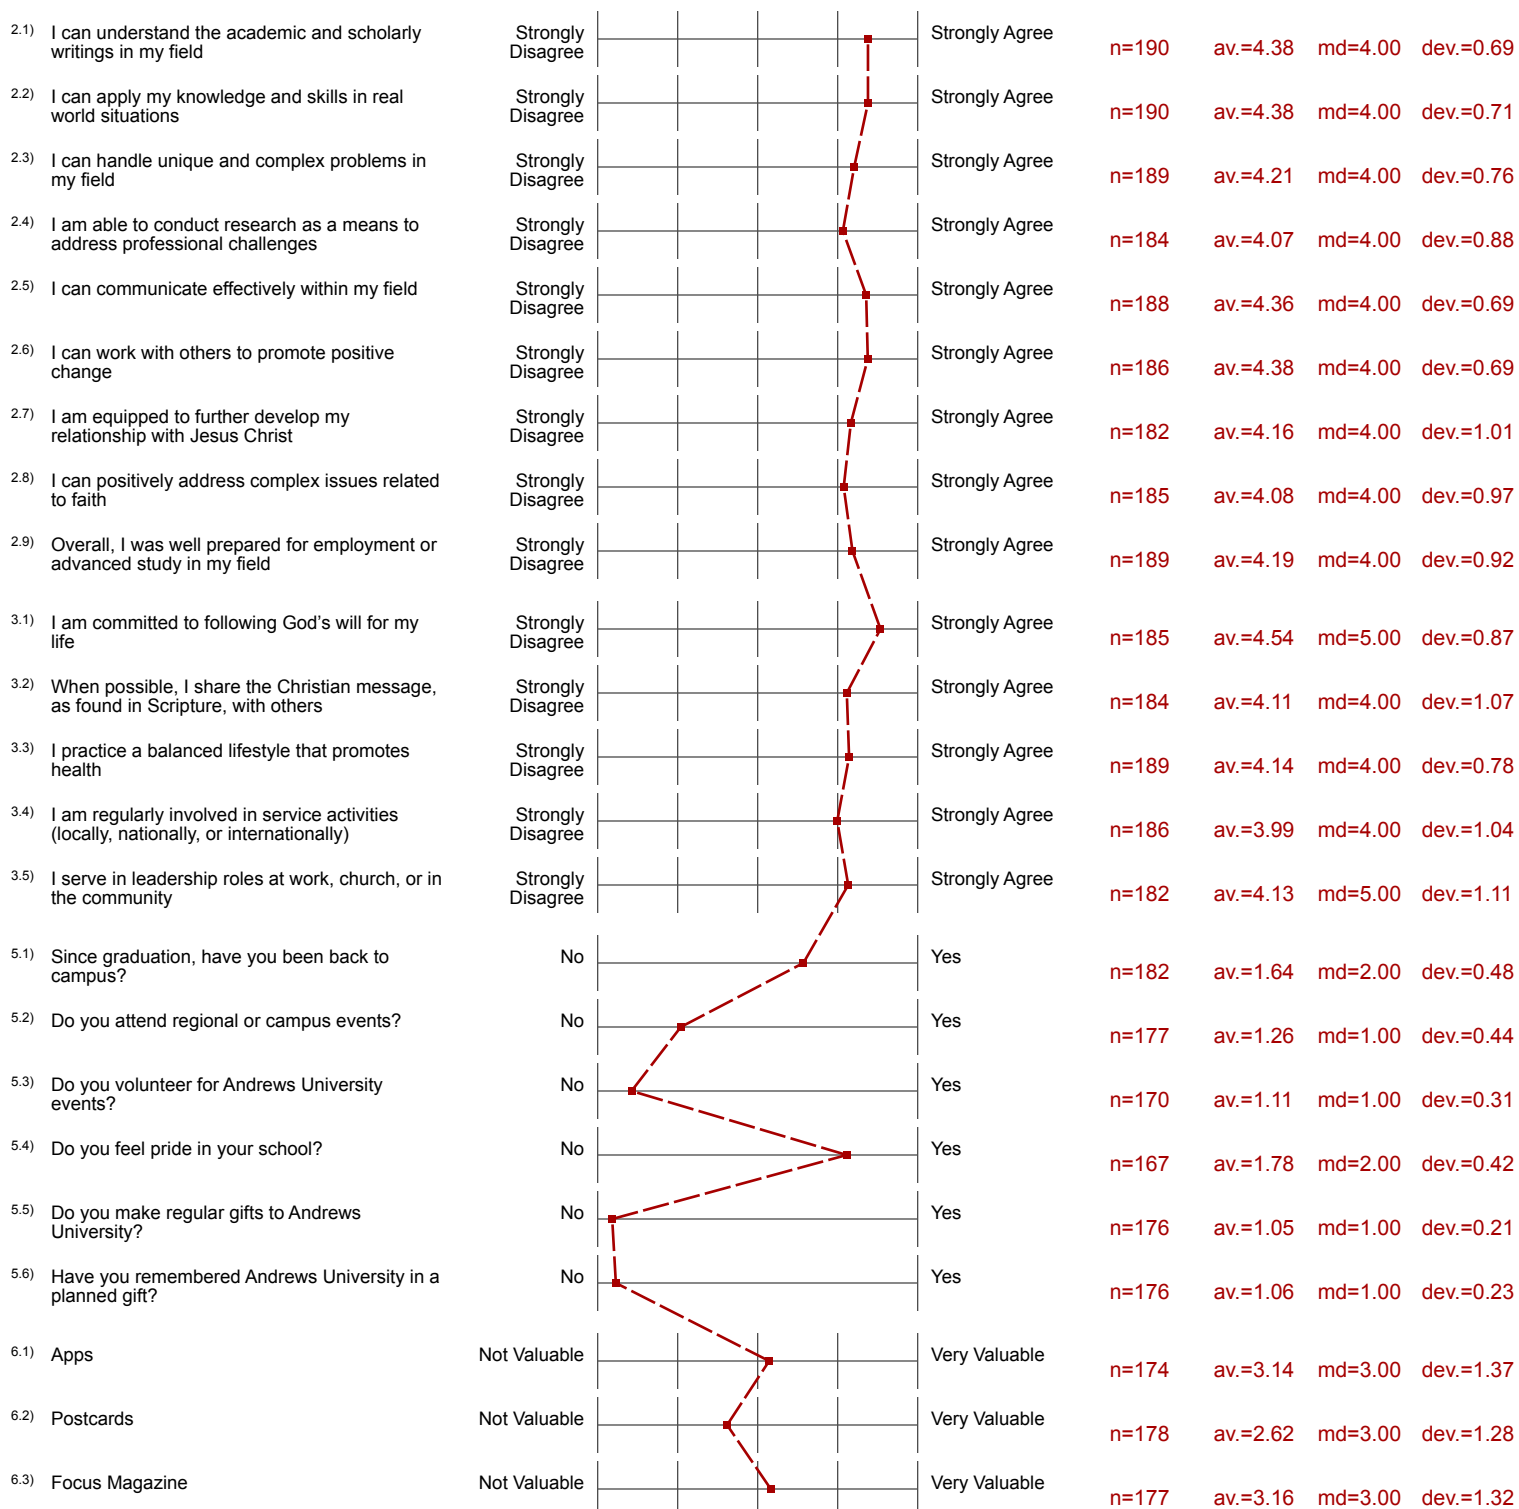 2.1) I can understand the academic and scholarly writings in my field Strongly Disagree Strongly Agree n=190 av.=4.38 md=4.00 dev.=0.69
2.2) I can apply my knowledge and skills in real world situations Strongly Disagree Strongly Agree n=190 av.=4.38 md=4.00 dev.=0.71
2.3) I can handle unique and complex problems in my field Strongly Disagree Strongly Agree n=189 av.=4.21 md=4.00 dev.=0.76
2.4) I am able to conduct research as a means to address professional challenges Strongly Disagree Strongly Agree n=184 av.=4.07 md=4.00 dev.=0.88
2.5) I can communicate effectively within my field Strongly Disagree Strongly Agree n=188 av.=4.36 md=4.00 dev.=0.69
2.6) I can work with others to promote positive change Strongly Disagree Strongly Agree n=186 av.=4.38 md=4.00 dev.=0.69
2.7) I am equipped to further develop my relationship with Jesus Christ Strongly Disagree Strongly Agree n=182 av.=4.16 md=4.00 dev.=1.01
2.8) I can positively address complex issues related to faith Strongly Disagree Strongly Agree n=185 av.=4.08 md=4.00 dev.=0.97
2.9) Overall, I was well prepared for employment or advanced study in my field Strongly Disagree Strongly Agree n=189 av.=4.19 md=4.00 dev.=0.92
3.1) I am committed to following God's will for my life Strongly Disagree Strongly Agree n=185 av.=4.54 md=5.00 dev.=0.87
3.2) When possible, I share the Christian message, as found in Scripture, with others Strongly Disagree Strongly Agree n=184 av.=4.11 md=4.00 dev.=1.07
3.3) I practice a balanced lifestyle that promotes health Strongly Disagree Strongly Agree n=189 av.=4.14 md=4.00 dev.=0.78
3.4) I am regularly involved in service activities (locally, nationally, or internationally) Strongly Disagree Strongly Agree n=186 av.=3.99 md=4.00 dev.=1.04
3.5) I serve in leadership roles at work, church, or in the community Strongly Disagree Strongly Agree n=182 av.=4.13 md=5.00 dev.=1.11
5.1) Since graduation, have you been back to campus? No Yes n=182 av.=1.64 md=2.00 dev.=0.48
5.2) Do you attend regional or campus events? No Yes n=177 av.=1.26 md=1.00 dev.=0.44
5.3) Do you volunteer for Andrews University events? No Yes n=170 av.=1.11 md=1.00 dev.=0.31
5.4) Do you feel pride in your school? No Yes n=167 av.=1.78 md=2.00 dev.=0.42
5.5) Do you make regular gifts to Andrews University? No Yes n=176 av.=1.05 md=1.00 dev.=0.21
5.6) Have you remembered Andrews University in a planned gift? No Yes n=176 av.=1.06 md=1.00 dev.=0.23
6.1) Apps Not Valuable Very Valuable n=174 av.=3.14 md=3.00 dev.=1.37
6.2) Postcards Not Valuable Very Valuable n=178 av.=2.62 md=3.00 dev.=1.28
6.3) Focus Magazine Not Valuable Very Valuable n=177 av.=3.16 md=3.00 dev.=1.32